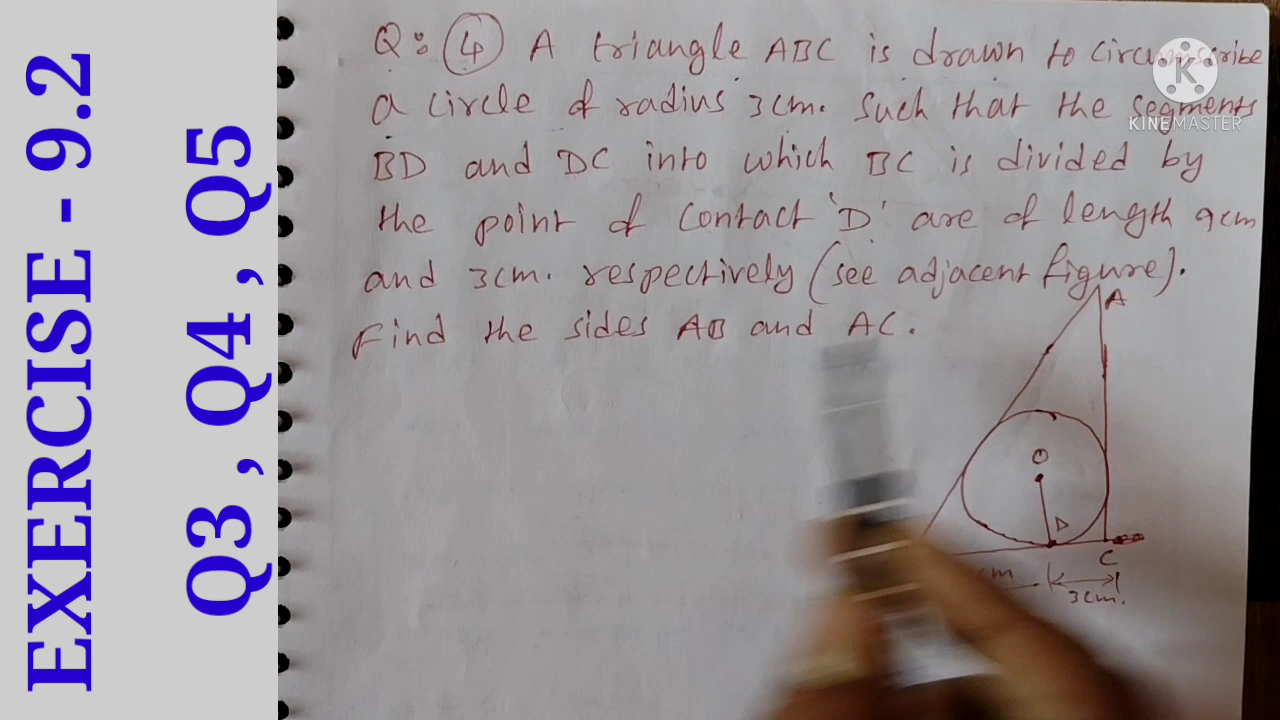 EXERCISE - 9.2
Q3 , Q4 , Q5
Q: 4 A triangle ABC is drawn to circumscribe
a circle of radius 3cm. Such that the segments
BD and DC into which BC is divided by
the point of contact 'D' are of length 9cm
and 3cm. respectively (see adjacent figure).
Find the sides AB and AC.
A
O
D
C
cm
3cm.
K
KINEMASTER